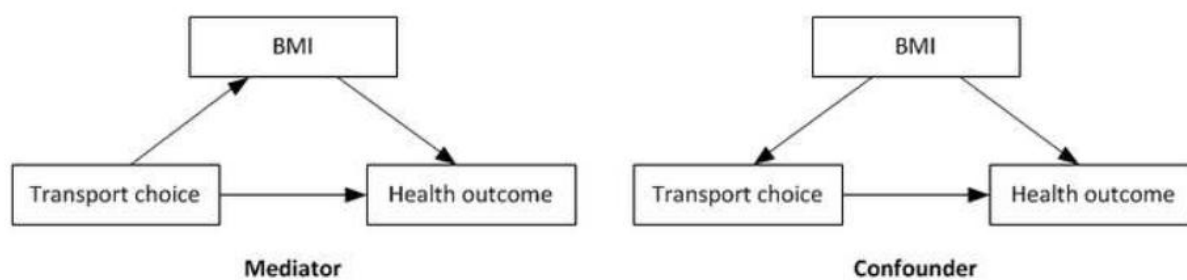 BMI
Transport choice
Health outcome
Mediator
BMI
Transport choice
Health outcome
Confounder